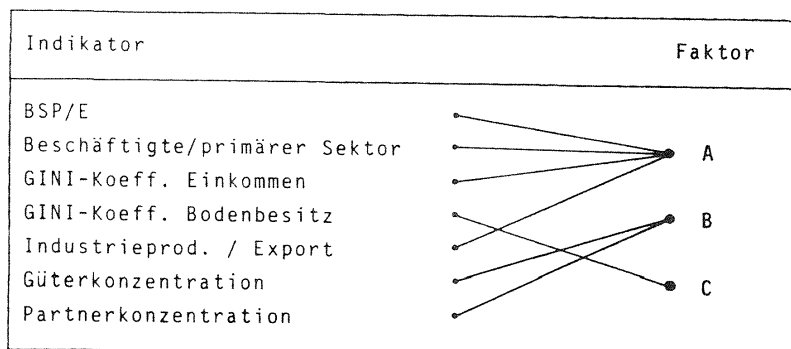 Indikator Faktor
BSP/E
Beschäftigte/primärer Sektor A
GINI-Koeff. Einkommen
GINI-Koeff. Bodenbesitz B
Industrieprod. / Export
Güterkonzentration C
Partnerkonzentration